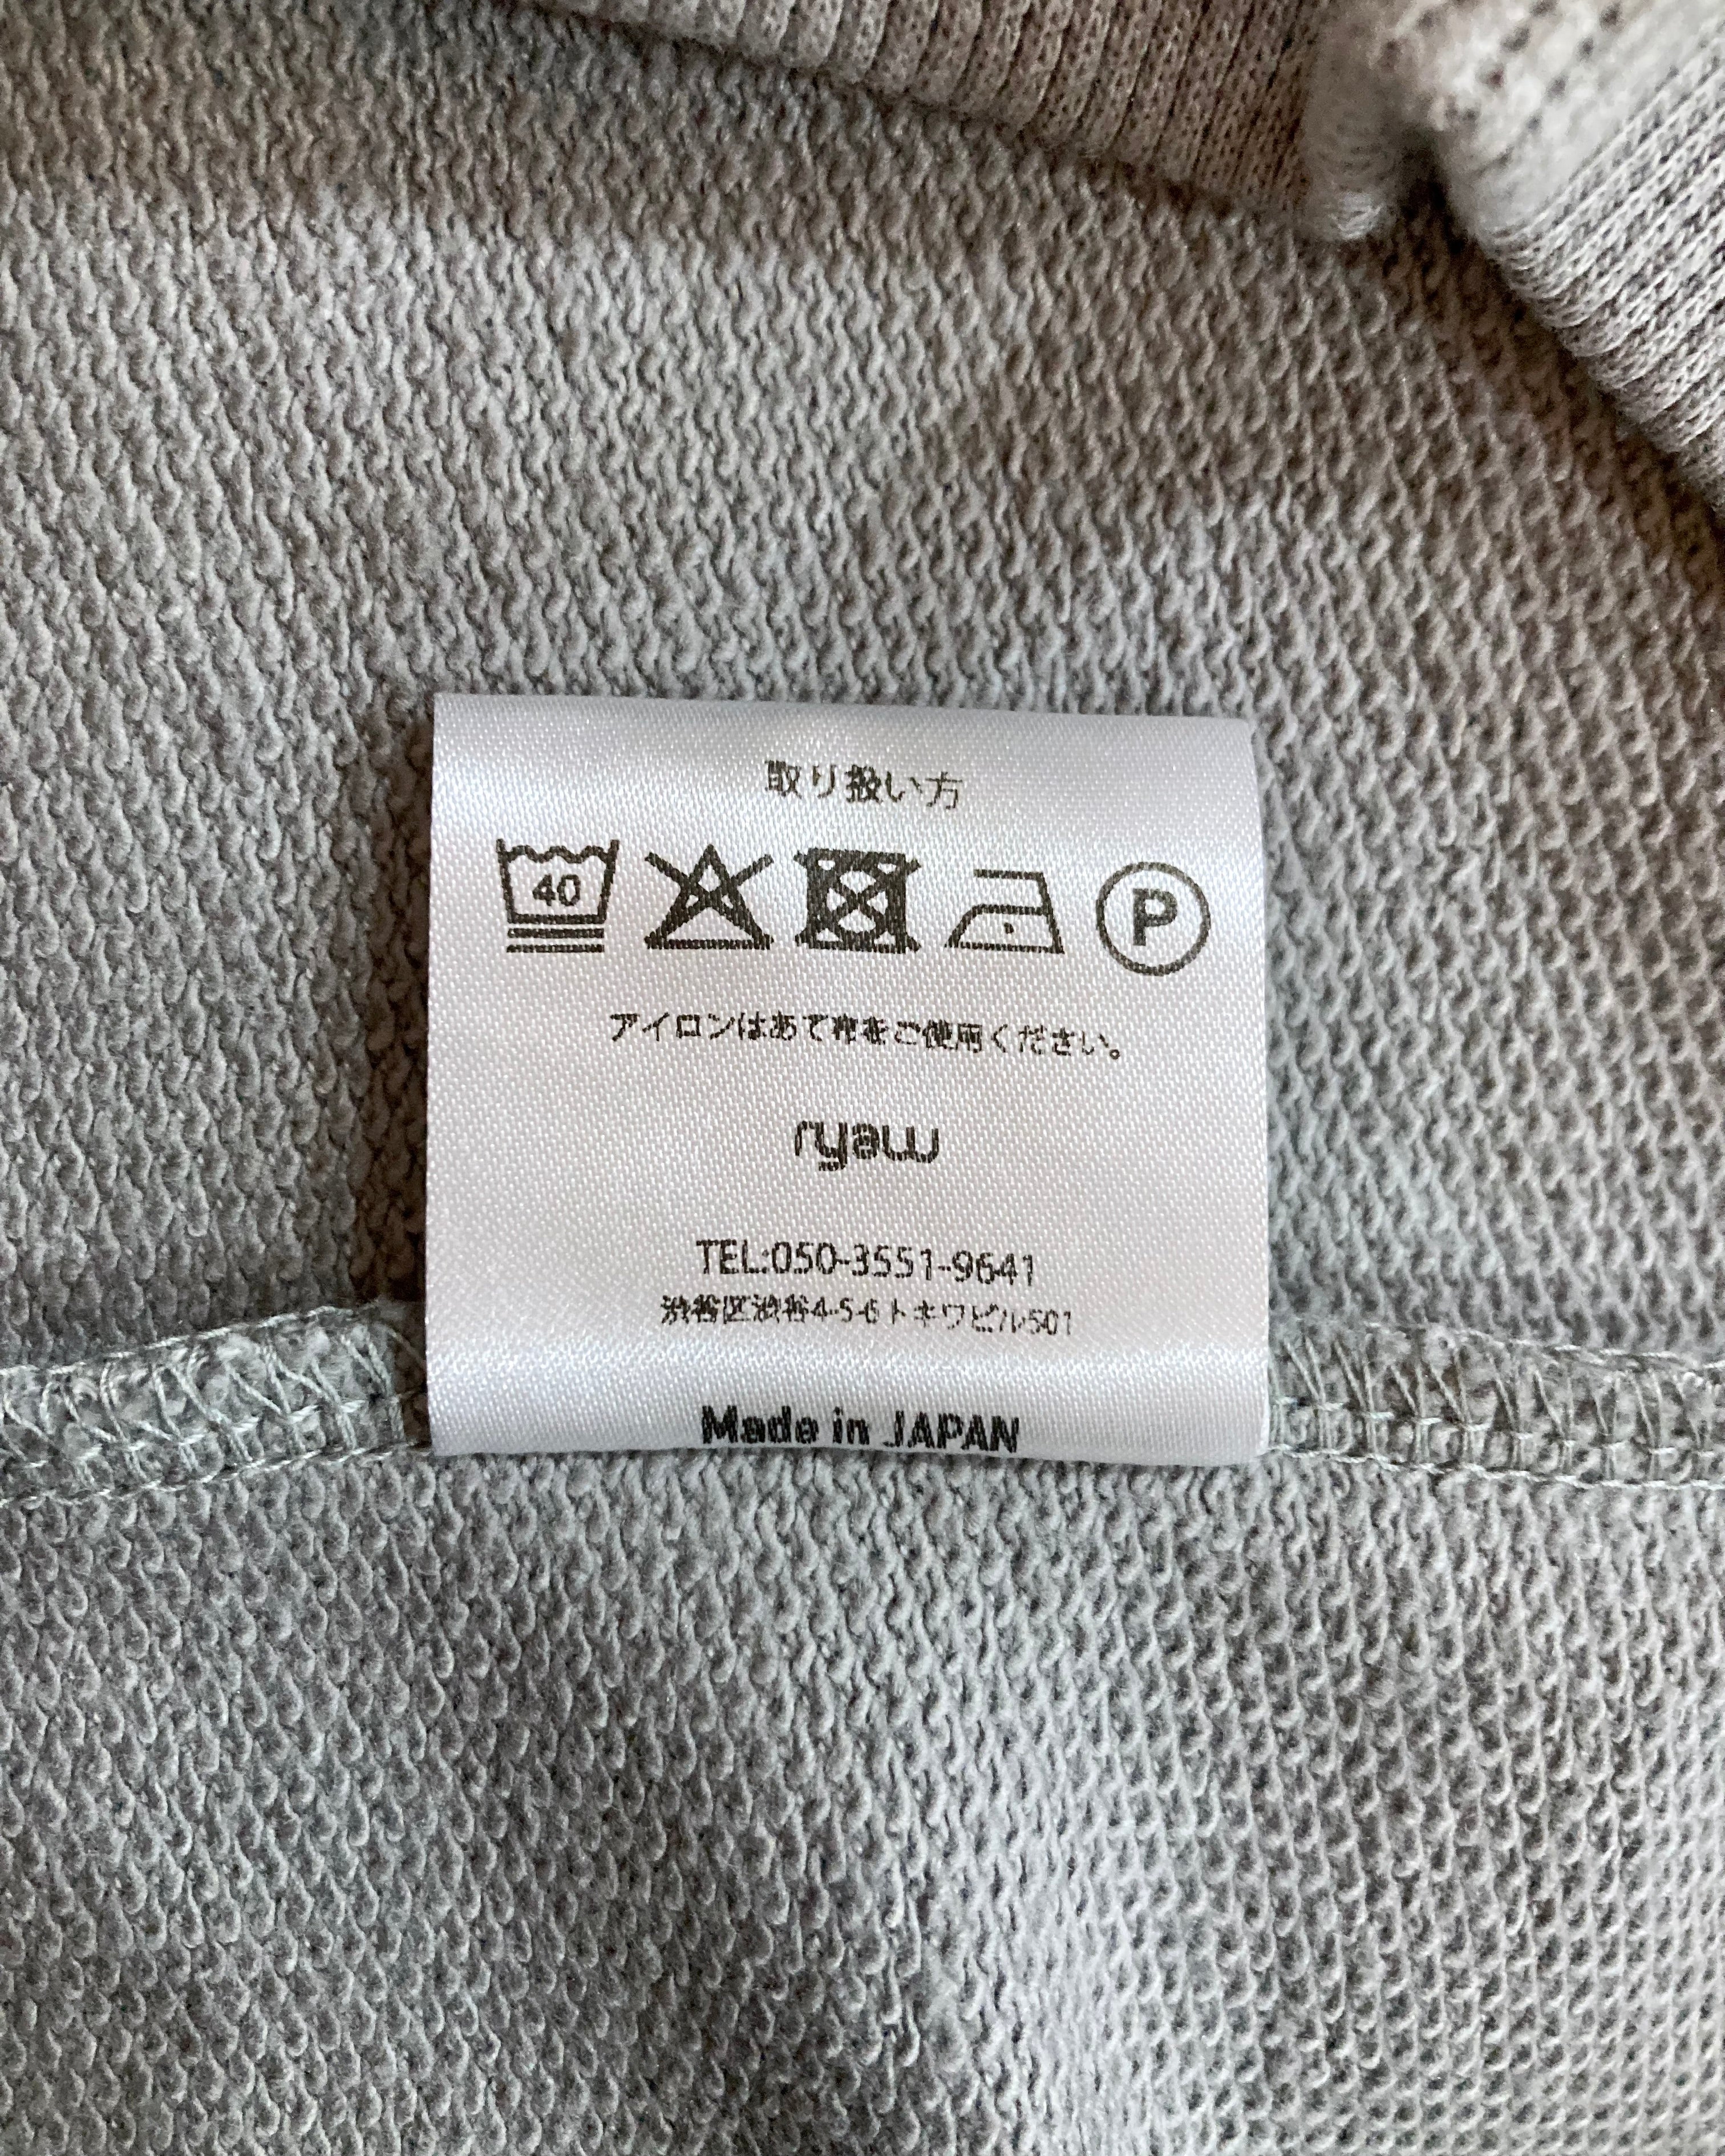 取り扱い方
40
P
アイロンはあて布をご使用ください。
ryaw
TEL:050-3551-9641
渋谷区渋谷4-5-6トキワビル501
Made in JAPAN